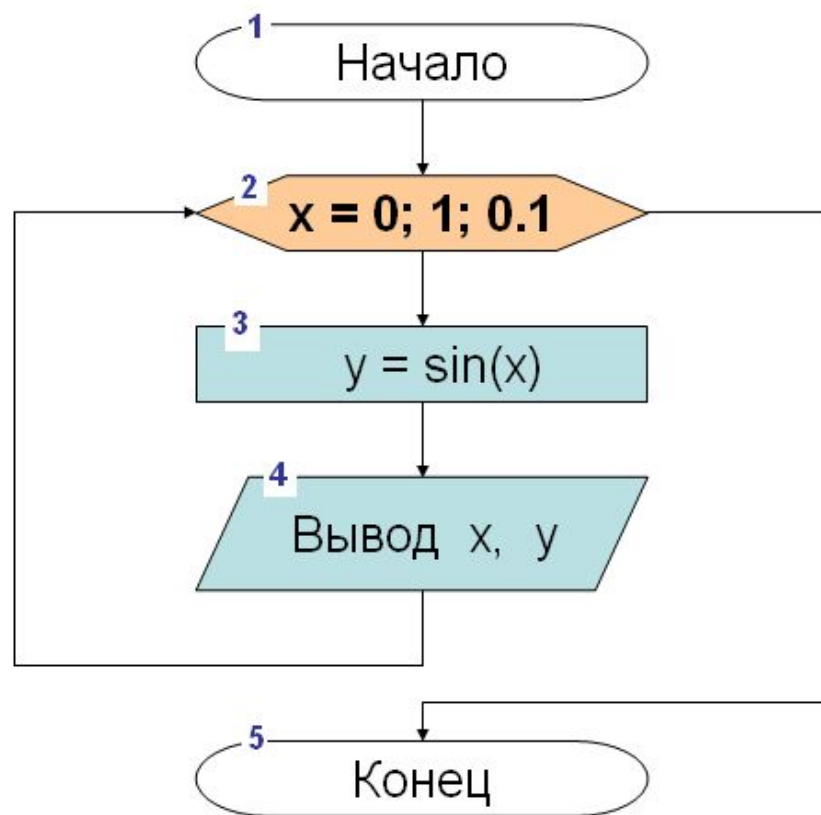 1
Начало
2
x = 0; 1; 0.1
3
y = sin(x)
4
Вывод x, y
5
Конец